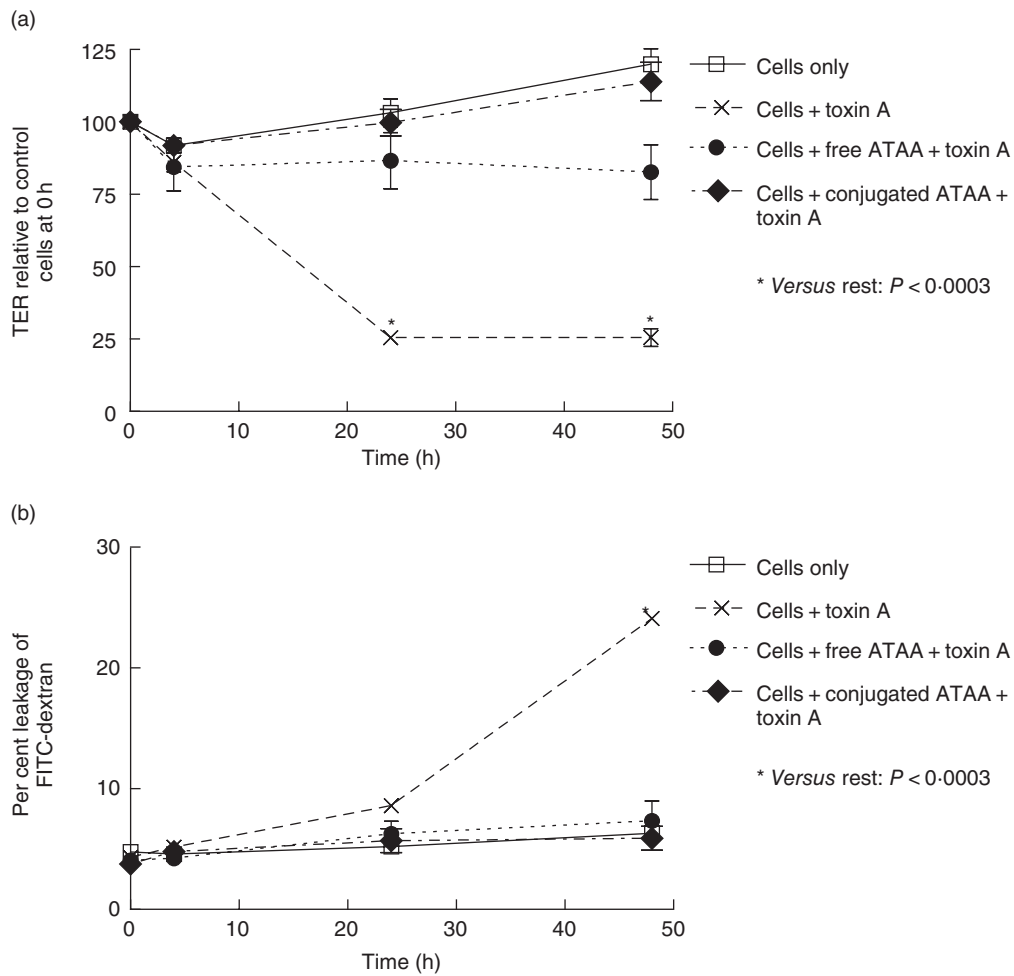 (a)
125
100
75
50
25
0
0 10 20 30 40 50
Time (h)
TER relative to control
cells at 0 h
Cells only
Cells + toxin A
Cells + free ATAA + toxin A
Cells + conjugated ATAA +
toxin A
* Versus rest: P < 0·0003
*
*
(b)
30
20
10
0
0 10 20 30 40 50
Time (h)
Per cent leakage of
FITC-dextran
Cells only
Cells + toxin A
Cells + free ATAA + toxin A
Cells + conjugated ATAA +
toxin A
* Versus rest: P < 0·0003
*